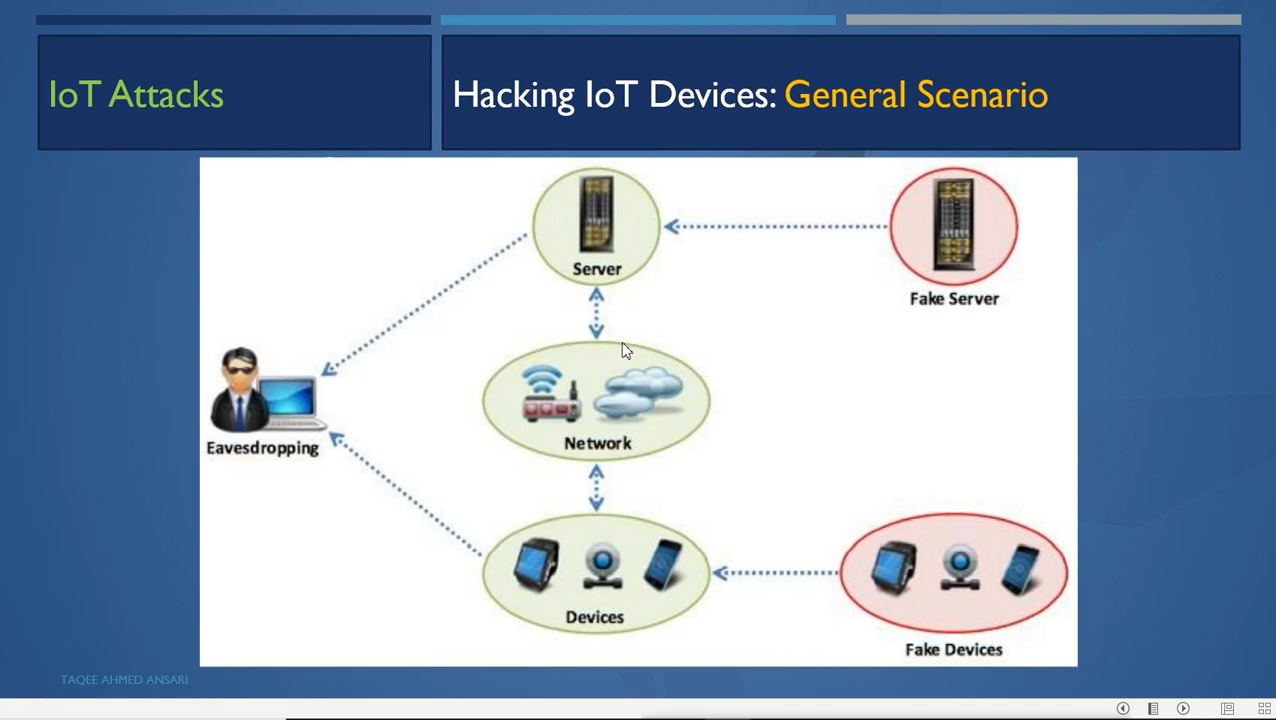 IoT Attacks
Hacking IoT Devices: General Scenario
Server
Fake Server
Eavesdropping
Network
Devices
Fake Devices
TAQEE AHMED ANSARI